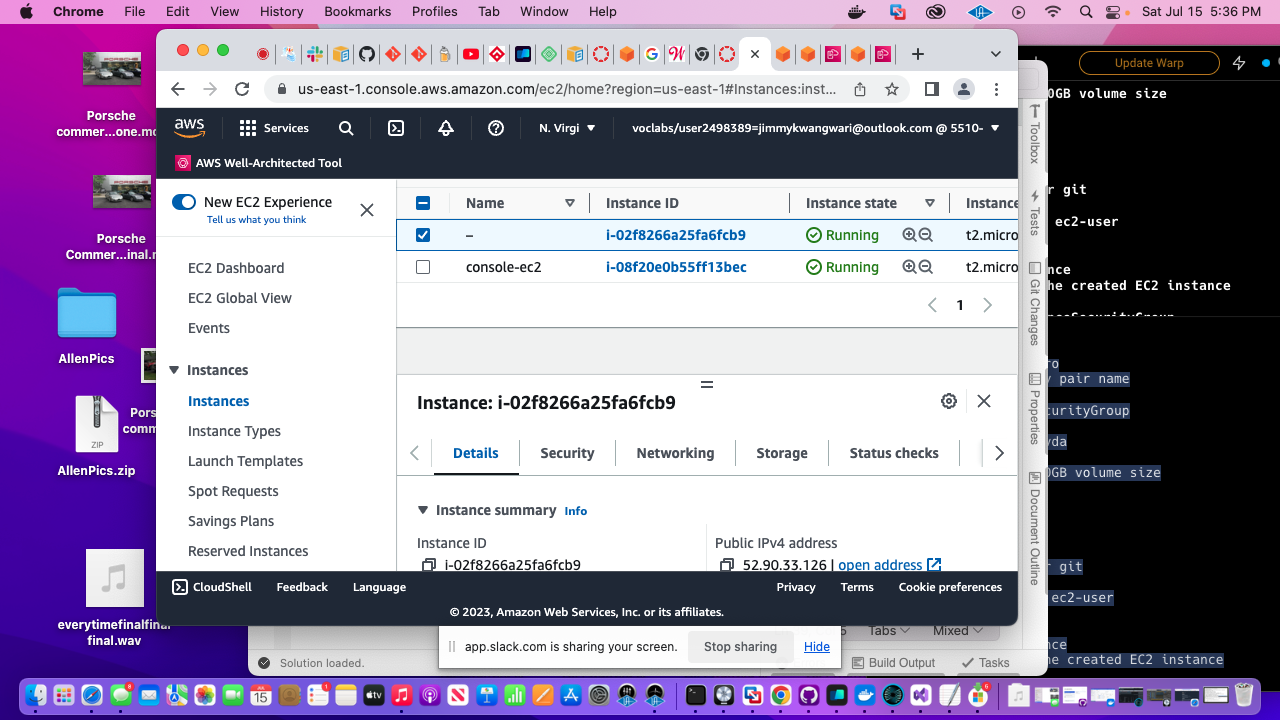 Chrome File Edit View History Bookmarks Profiles Tab Window Help Sat Jul 15 5:36 PM
Porsche
commer...one.mo
Porsche
Commer...inal.m
AllenPics
Pors
comm
ZIP
AllenPics.zip
everytimefinalfinal
final.wav
us-east-1.console.aws.amazon.com/ec2/home?region=us-east-1#Instances:inst...
aws Services N. Virgi voclabs/user2498389=jimmykwangwari@outlook.com @ 5510-
AWS Well-Architected Tool
New EC2 Experience
Tell us what you think
EC2 Dashboard
EC2 Global View
Events
Instances
Instances
Instance Types
Launch Templates
Spot Requests
Savings Plans
Reserved Instances
Name Instance ID Instance state Instance
– i-02f8266a25fa6fcb9 Running t2.micro
console-ec2 i-08f20e0b55ff13bec Running t2.micro
1
Instance: i-02f8266a25fa6fcb9
Details Security Networking Storage Status checks
Instance summary Info
Instance ID
i-02f8266a25fa6fcb9
Public IPv4 address
52.90.33.126 | open address
CloudShell Feedback Language Privacy Terms Cookie preferences
© 2023, Amazon Web Services, Inc. or its affiliates.
app.slack.com is sharing your screen. Stop sharing Hide
Tabs Mixed
Solution loaded. Build Output Tasks
Toolbox
Tests
Git Changes
Properties
Document Outline
Update Warp
0GB volume size
r git
ec2-user
nce
he created EC2 instance
ro
y pair name
curityGroup
vda
0GB volume size
r git
ec2-user
nce
he created EC2 instance
JUL
15